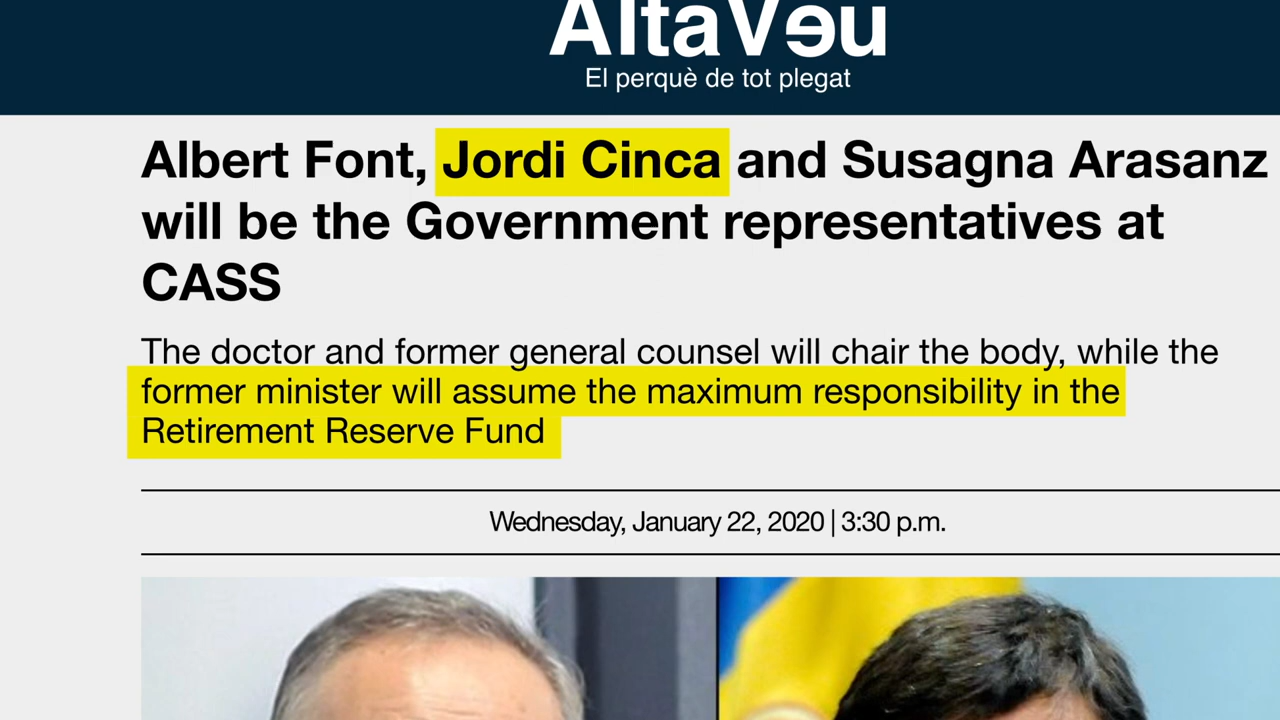 AltaVeu
El perquè de tot plegat
Albert Font, Jordi Cinca and Susagna Arasanz
will be the Government representatives at
CASS
The doctor and former general counsel will chair the body, while the
former minister will assume the maximum responsibility in the
Retirement Reserve Fund
Wednesday, January 22, 2020 | 3:30 p.m.